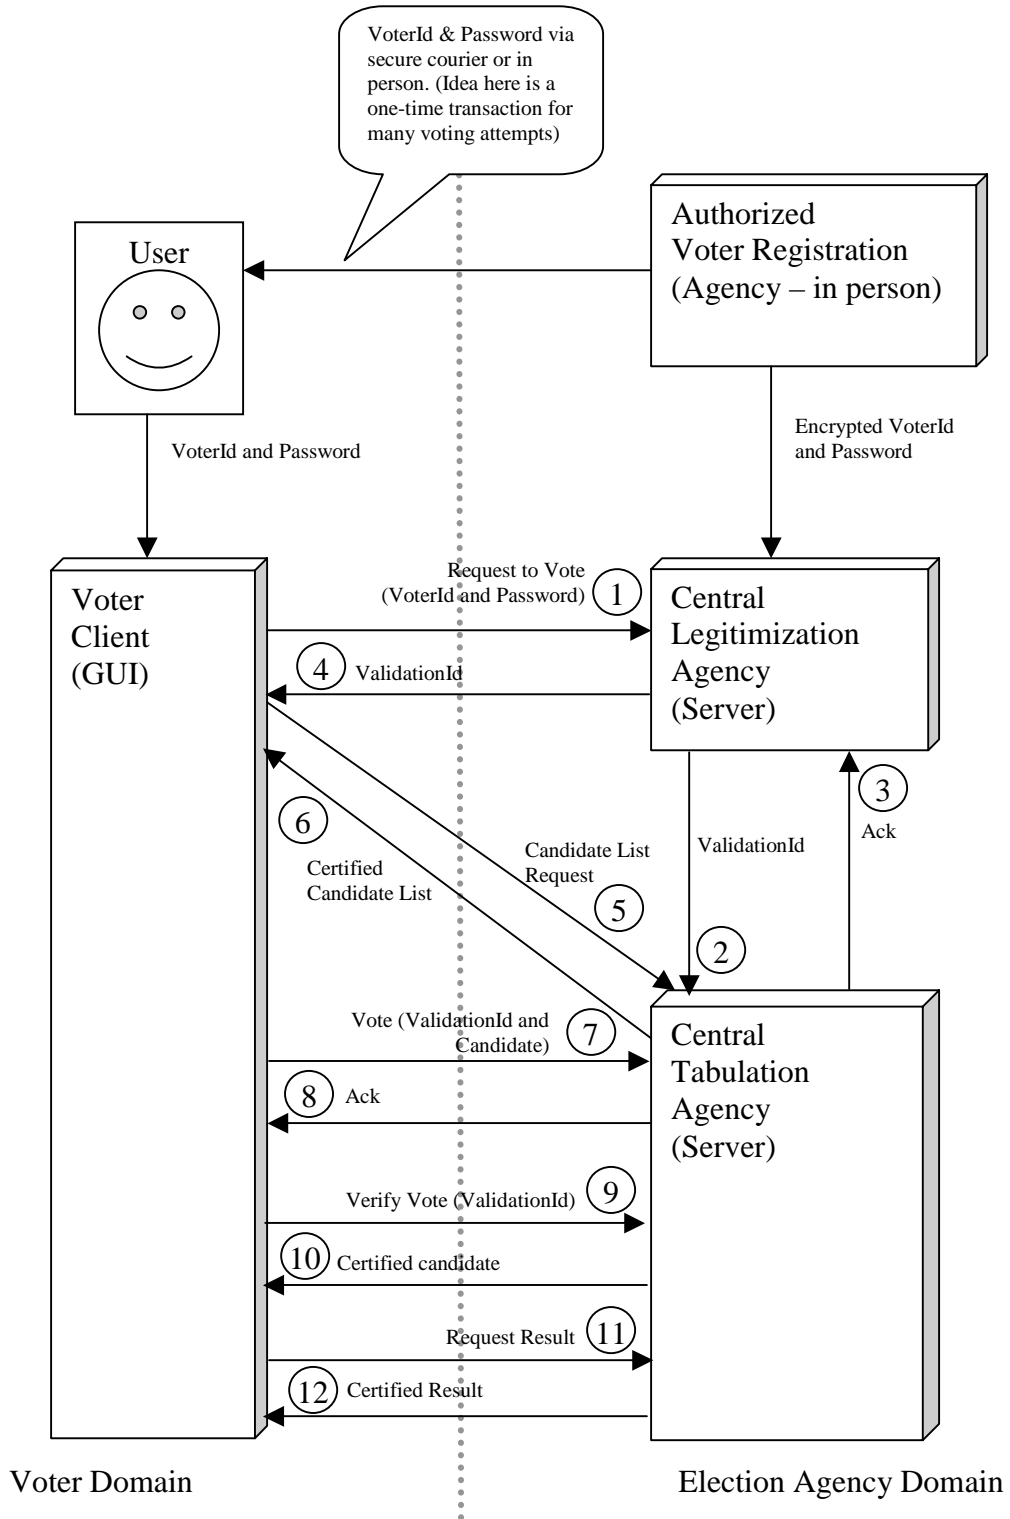 VoterId & Password via
secure courier or in
person. (Idea here is a
one-time transaction for
many voting attempts)
Authorized
Voter Registration
(Agency – in person)
User
VoterId and Password
Encrypted VoterId
and Password
Voter
Client
(GUI)
Request to Vote
(VoterId and Password)
1
Central
Legitimization
Agency
(Server)
4
ValidationId
3
Ack
6
Certified
Candidate List
Candidate List
Request
5
ValidationId
2
Vote (ValidationId and
Candidate)
7
Central
Tabulation
Agency
(Server)
8
Ack
Verify Vote (ValidationId)
9
10
Certified candidate
Request Result
11
12
Certified Result
Voter Domain
Election Agency Domain